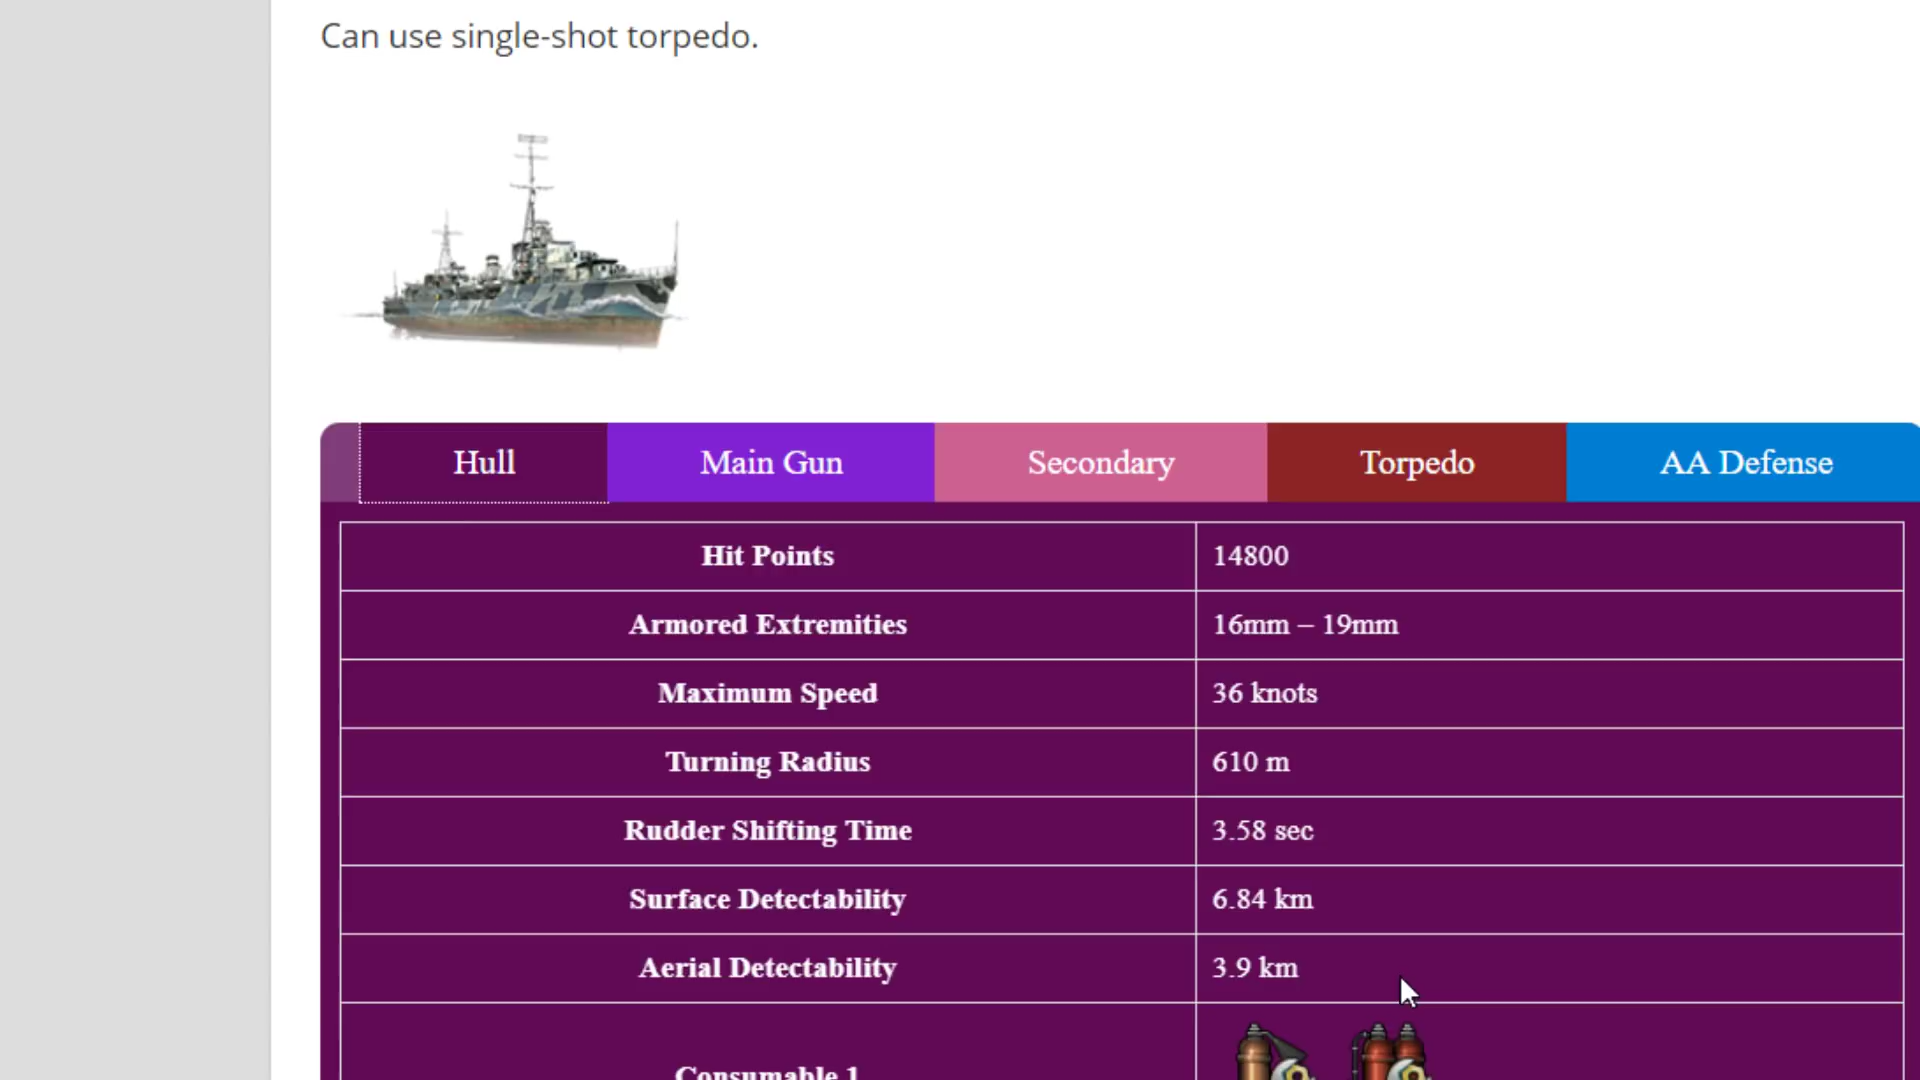 Can use single-shot torpedo.
Hull Main Gun Secondary Torpedo AA Defense
Hit Points 14800
Armored Extremities 16mm – 19mm
Maximum Speed 36 knots
Turning Radius 610 m
Rudder Shifting Time 3.58 sec
Surface Detectability 6.84 km
Aerial Detectability 3.9 km
Consumable 1